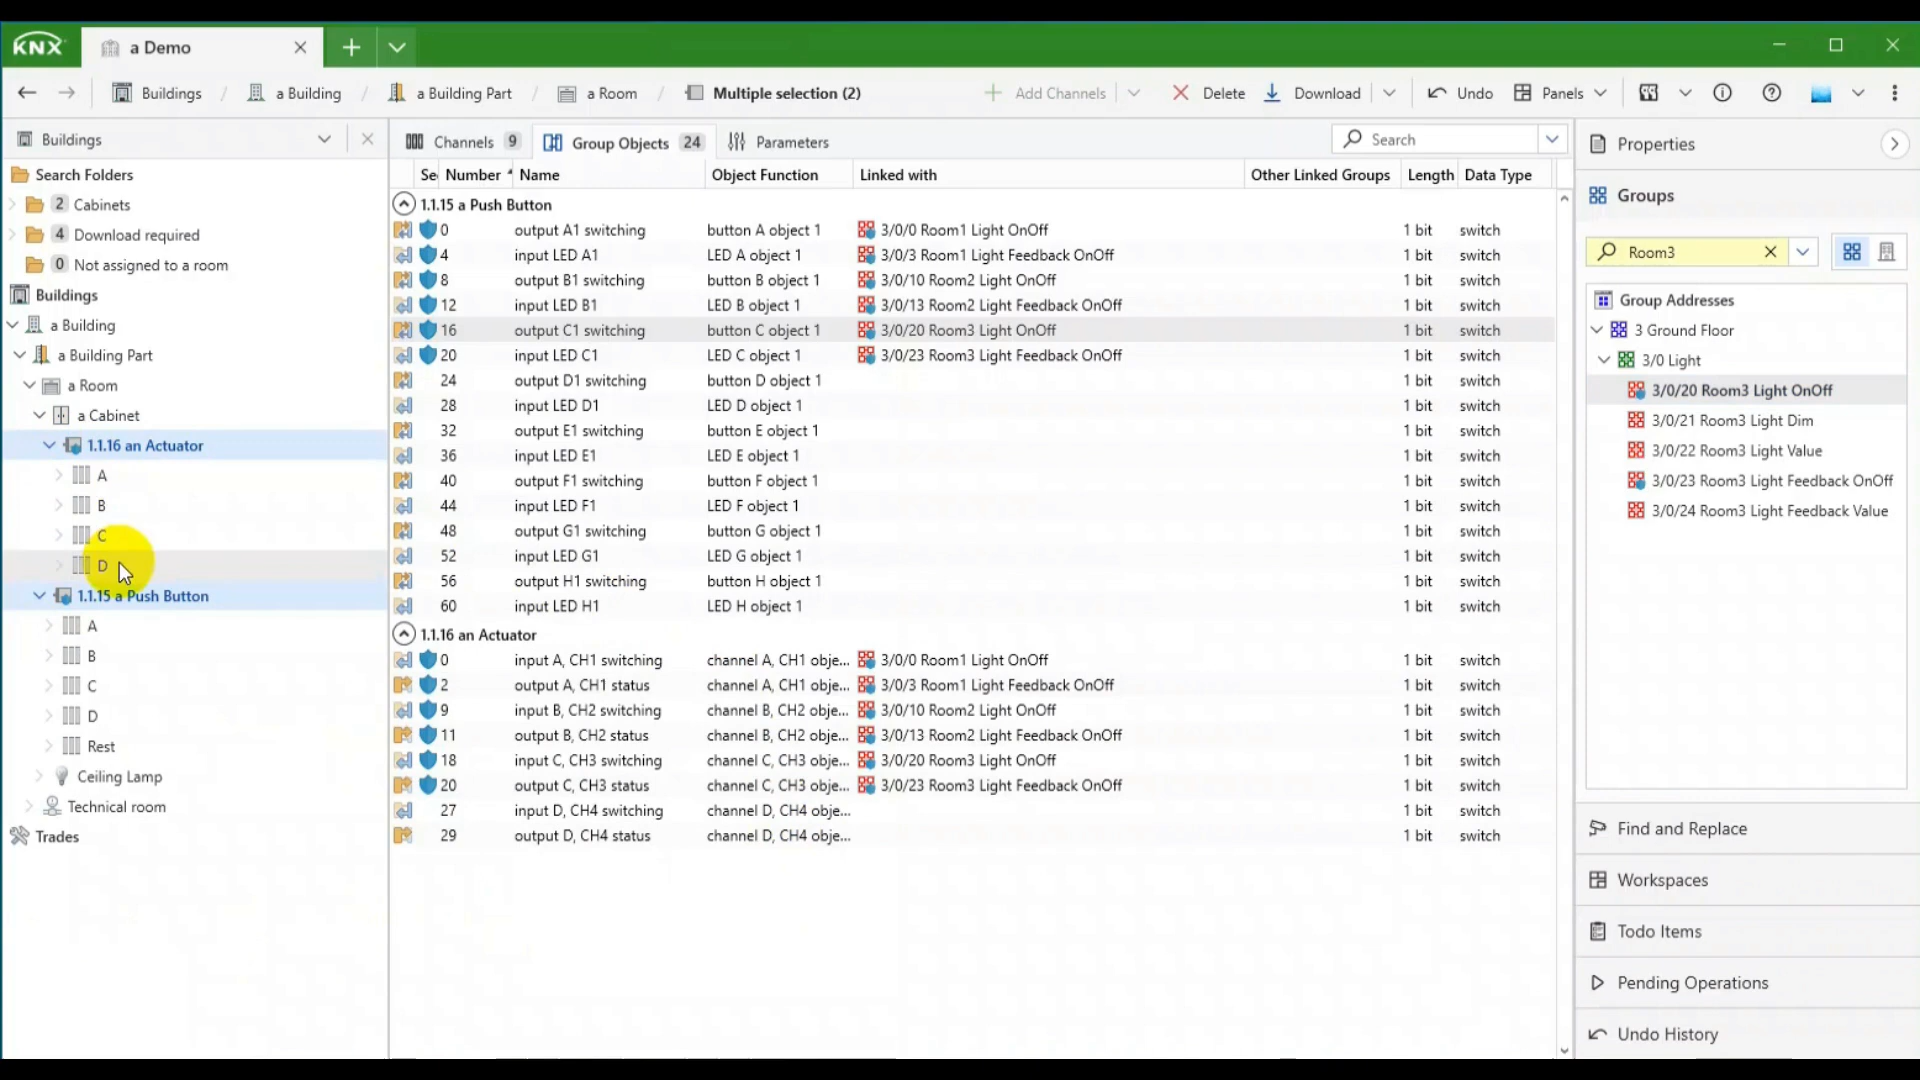 KNX a Demo
Buildings / a Building / a Building Part / a Room / Multiple selection (2) Add Channels Delete Download Undo Panels
Buildings
Search Folders
2 Cabinets
4 Download required
0 Not assigned to a room
Buildings
a Building
a Building Part
a Room
a Cabinet
1.1.16 an Actuator
A
B
C
D
1.1.15 a Push Button
A
B
C
D
Rest
Ceiling Lamp
Technical room
Trades
Channels 9 Group Objects 24 Parameters Search
Se Number Name Object Function Linked with Other Linked Groups Length Data Type
1.1.15 a Push Button
0 output A1 switching button A object 1 3/0/0 Room1 Light OnOff 1 bit switch
4 input LED A1 LED A object 1 3/0/3 Room1 Light Feedback OnOff 1 bit switch
8 output B1 switching button B object 1 3/0/10 Room2 Light OnOff 1 bit switch
12 input LED B1 LED B object 1 3/0/13 Room2 Light Feedback OnOff 1 bit switch
16 output C1 switching button C object 1 3/0/20 Room3 Light OnOff 1 bit switch
20 input LED C1 LED C object 1 3/0/23 Room3 Light Feedback OnOff 1 bit switch
24 output D1 switching button D object 1 1 bit switch
28 input LED D1 LED D object 1 1 bit switch
32 output E1 switching button E object 1 1 bit switch
36 input LED E1 LED E object 1 1 bit switch
40 output F1 switching button F object 1 1 bit switch
44 input LED F1 LED F object 1 1 bit switch
48 output G1 switching button G object 1 1 bit switch
52 input LED G1 LED G object 1 1 bit switch
56 output H1 switching button H object 1 1 bit switch
60 input LED H1 LED H object 1 1 bit switch
1.1.16 an Actuator
0 input A, CH1 switching channel A, CH1 obje... 3/0/0 Room1 Light OnOff 1 bit switch
2 output A, CH1 status channel A, CH1 obje... 3/0/3 Room1 Light Feedback OnOff 1 bit switch
9 input B, CH2 switching channel B, CH2 obje... 3/0/10 Room2 Light OnOff 1 bit switch
11 output B, CH2 status channel B, CH2 obje... 3/0/13 Room2 Light Feedback OnOff 1 bit switch
18 input C, CH3 switching channel C, CH3 obje... 3/0/20 Room3 Light OnOff 1 bit switch
20 output C, CH3 status channel C, CH3 obje... 3/0/23 Room3 Light Feedback OnOff 1 bit switch
27 input D, CH4 switching channel D, CH4 obje... 1 bit switch
29 output D, CH4 status channel D, CH4 obje... 1 bit switch
Properties
Groups
Room3
Group Addresses
3 Ground Floor
3/0 Light
3/0/20 Room3 Light OnOff
3/0/21 Room3 Light Dim
3/0/22 Room3 Light Value
3/0/23 Room3 Light Feedback OnOff
3/0/24 Room3 Light Feedback Value
Find and Replace
Workspaces
Todo Items
Pending Operations
Undo History